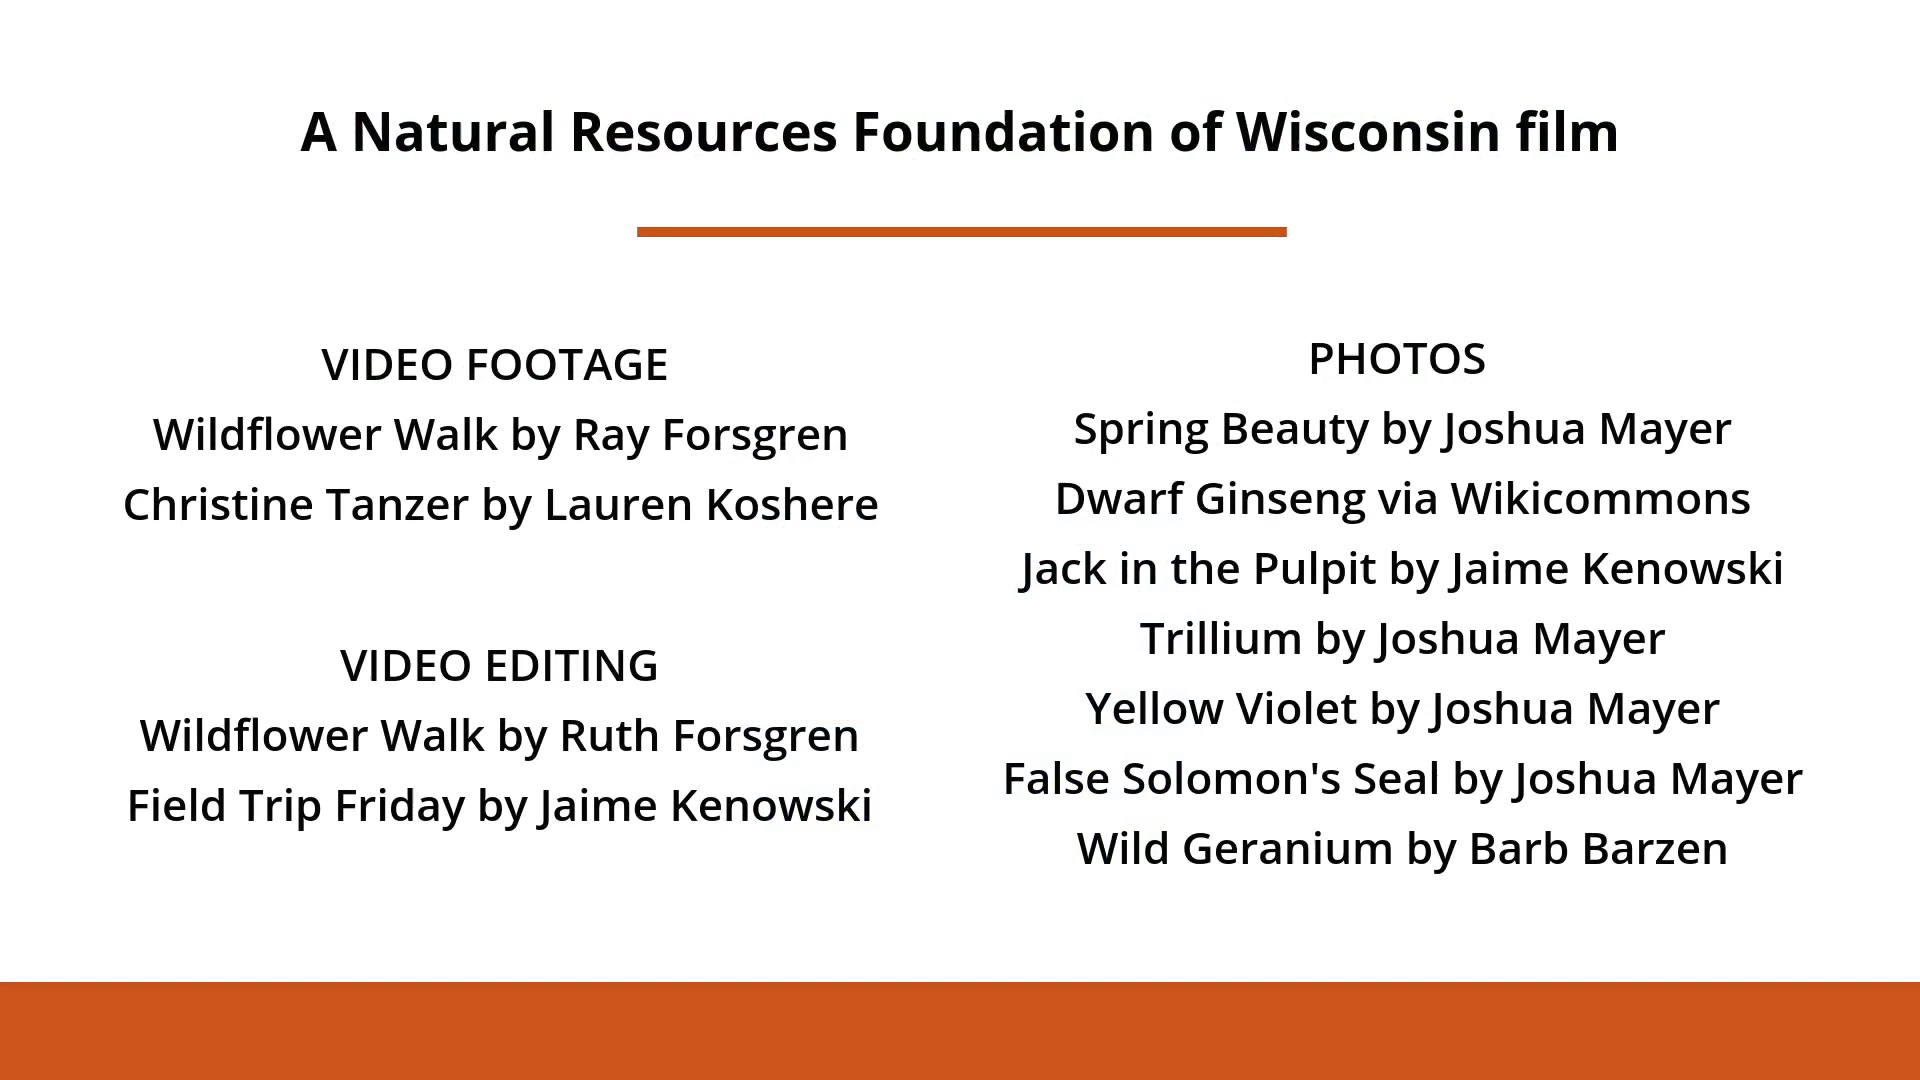 A Natural Resources Foundation of Wisconsin film
VIDEO FOOTAGE
Wildflower Walk by Ray Forsgren
Christine Tanzer by Lauren Koshere
VIDEO EDITING
Wildflower Walk by Ruth Forsgren
Field Trip Friday by Jaime Kenowski
PHOTOS
Spring Beauty by Joshua Mayer
Dwarf Ginseng via Wikicommons
Jack in the Pulpit by Jaime Kenowski
Trillium by Joshua Mayer
Yellow Violet by Joshua Mayer
False Solomon's Seal by Joshua Mayer
Wild Geranium by Barb Barzen